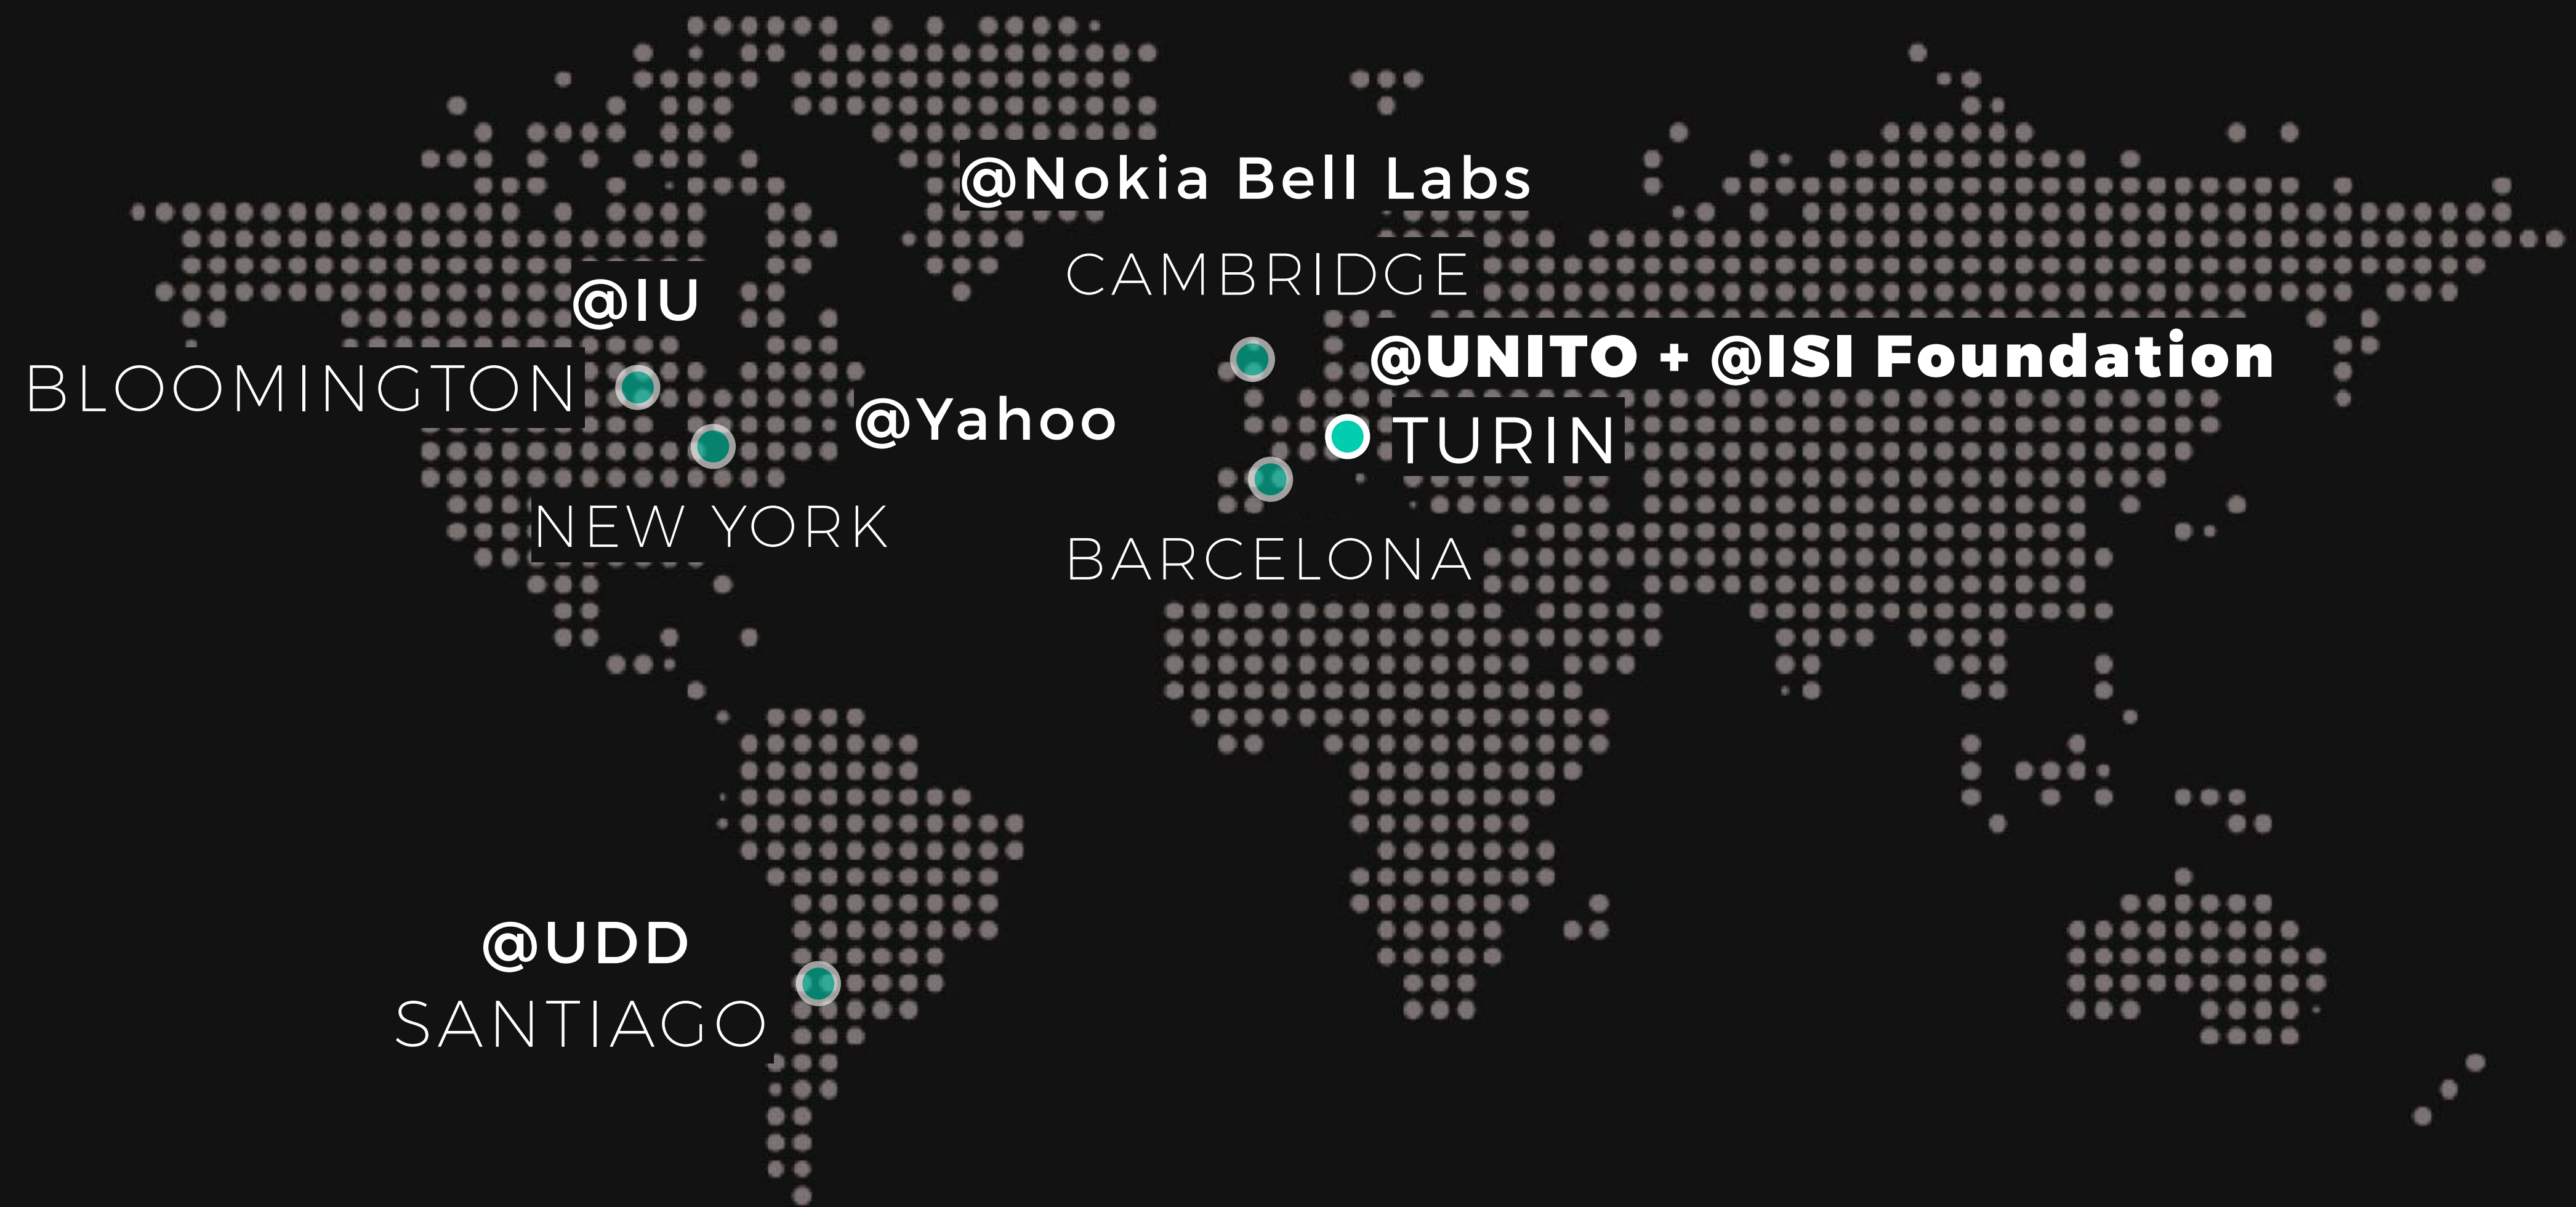 @Nokia Bell Labs
CAMBRIDGE
@IU
BLOOMINGTON
@UNITO + @ISI Foundation
TURIN
@Yahoo
NEW YORK
BARCELONA
@UDD
SANTIAGO